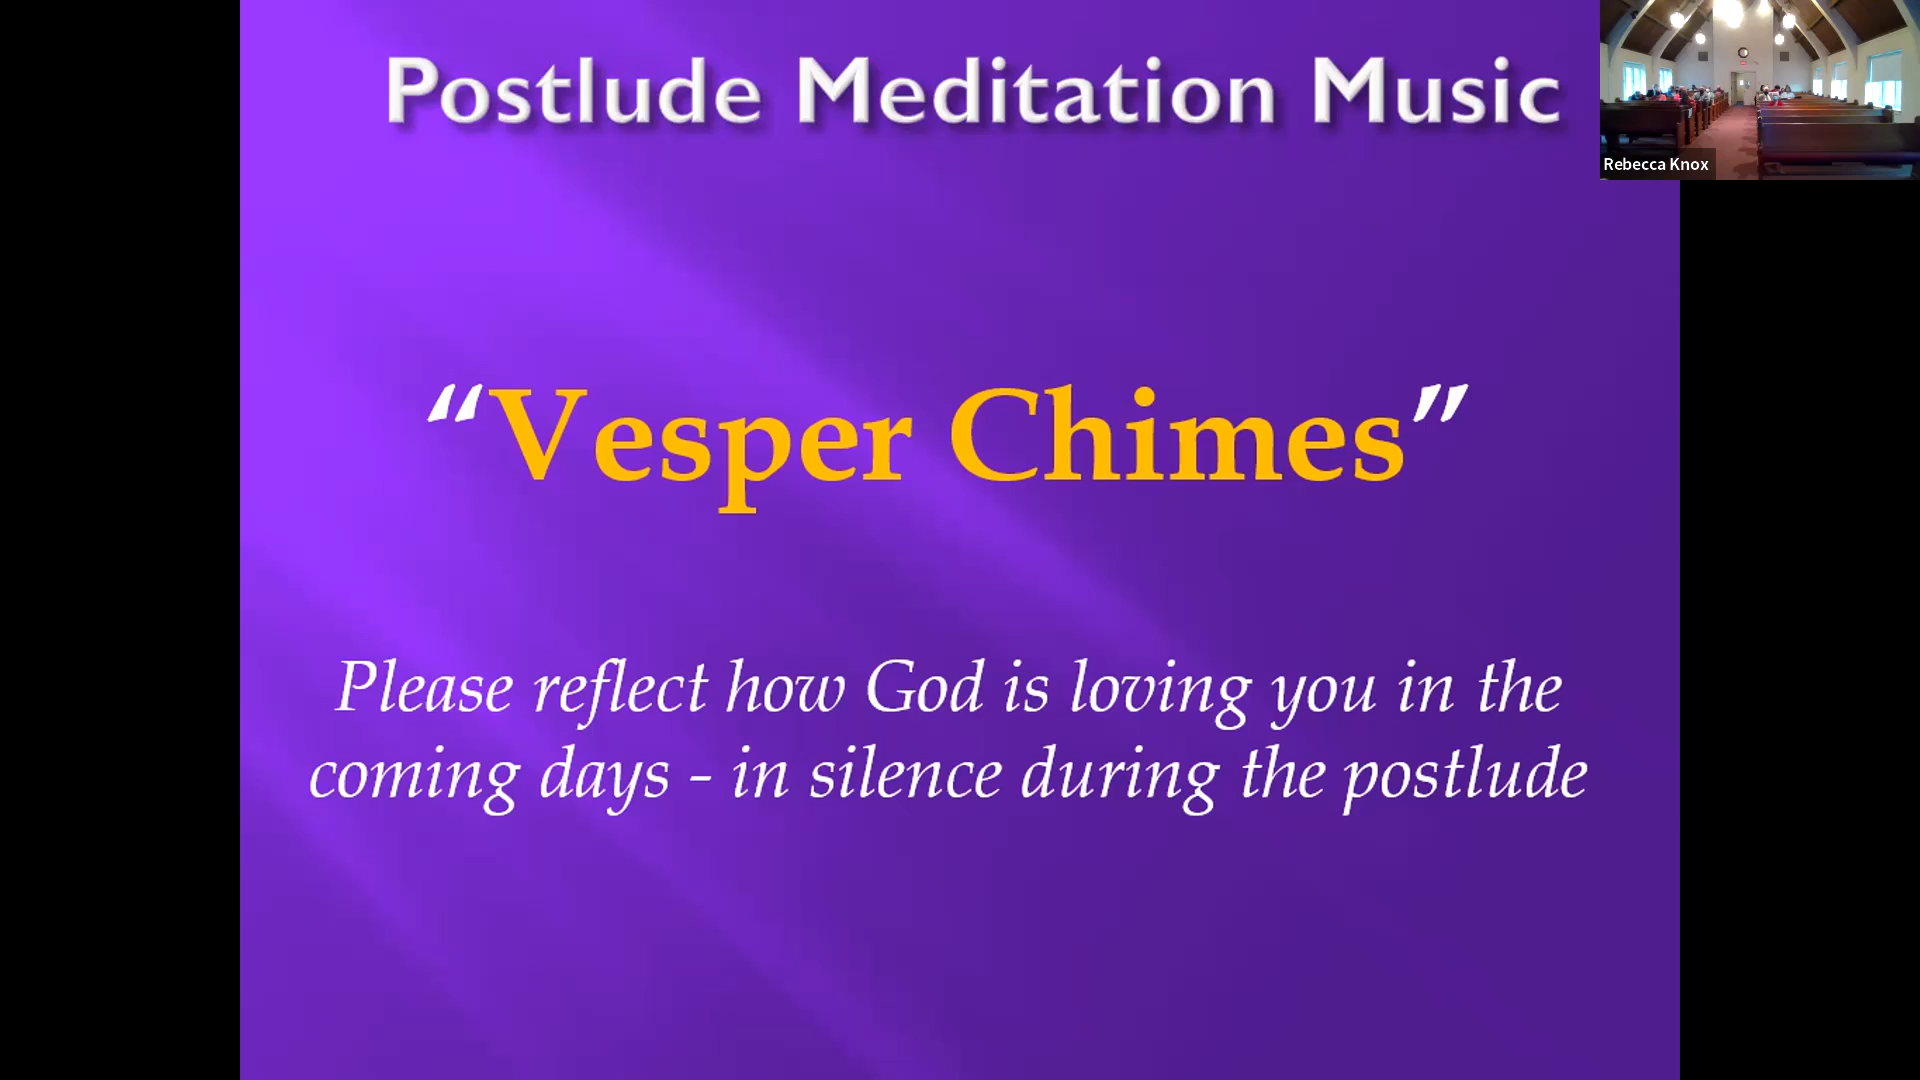 Postlude Meditation Music
Rebecca Knox
“Vesper Chimes”
Please reflect how God is loving you in the
coming days - in silence during the postlude